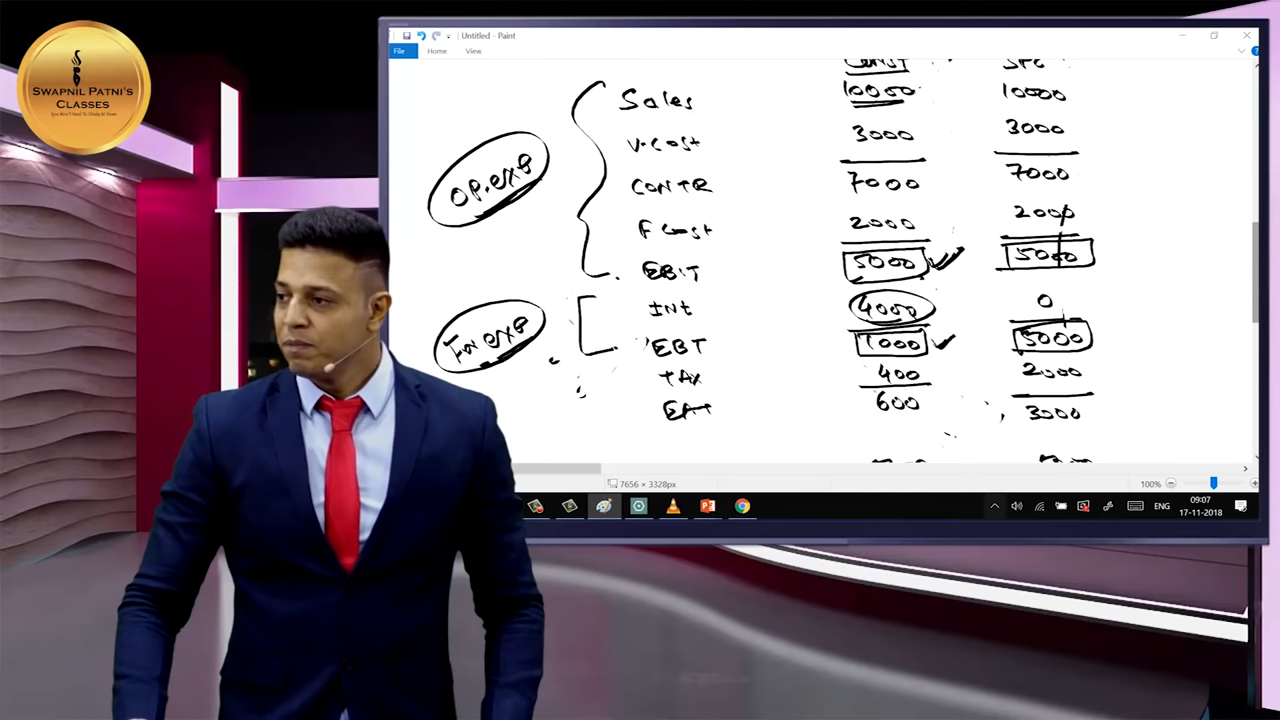 SWAPNIL PATNI'S
CLASSES
Untitled - Paint
File Home View
Const SFC
Sales 10000 10000
V.Cost 3000 3000
CONTR 7000 7000
Op.exp
F Cost 2000 2000
EBIT 5000 5000
INt 4000 0
EBT 1000 5000
TAX 400 2000
EAT 600 3000
7656 × 3328px
100%
ENG
09:07
17-11-2018